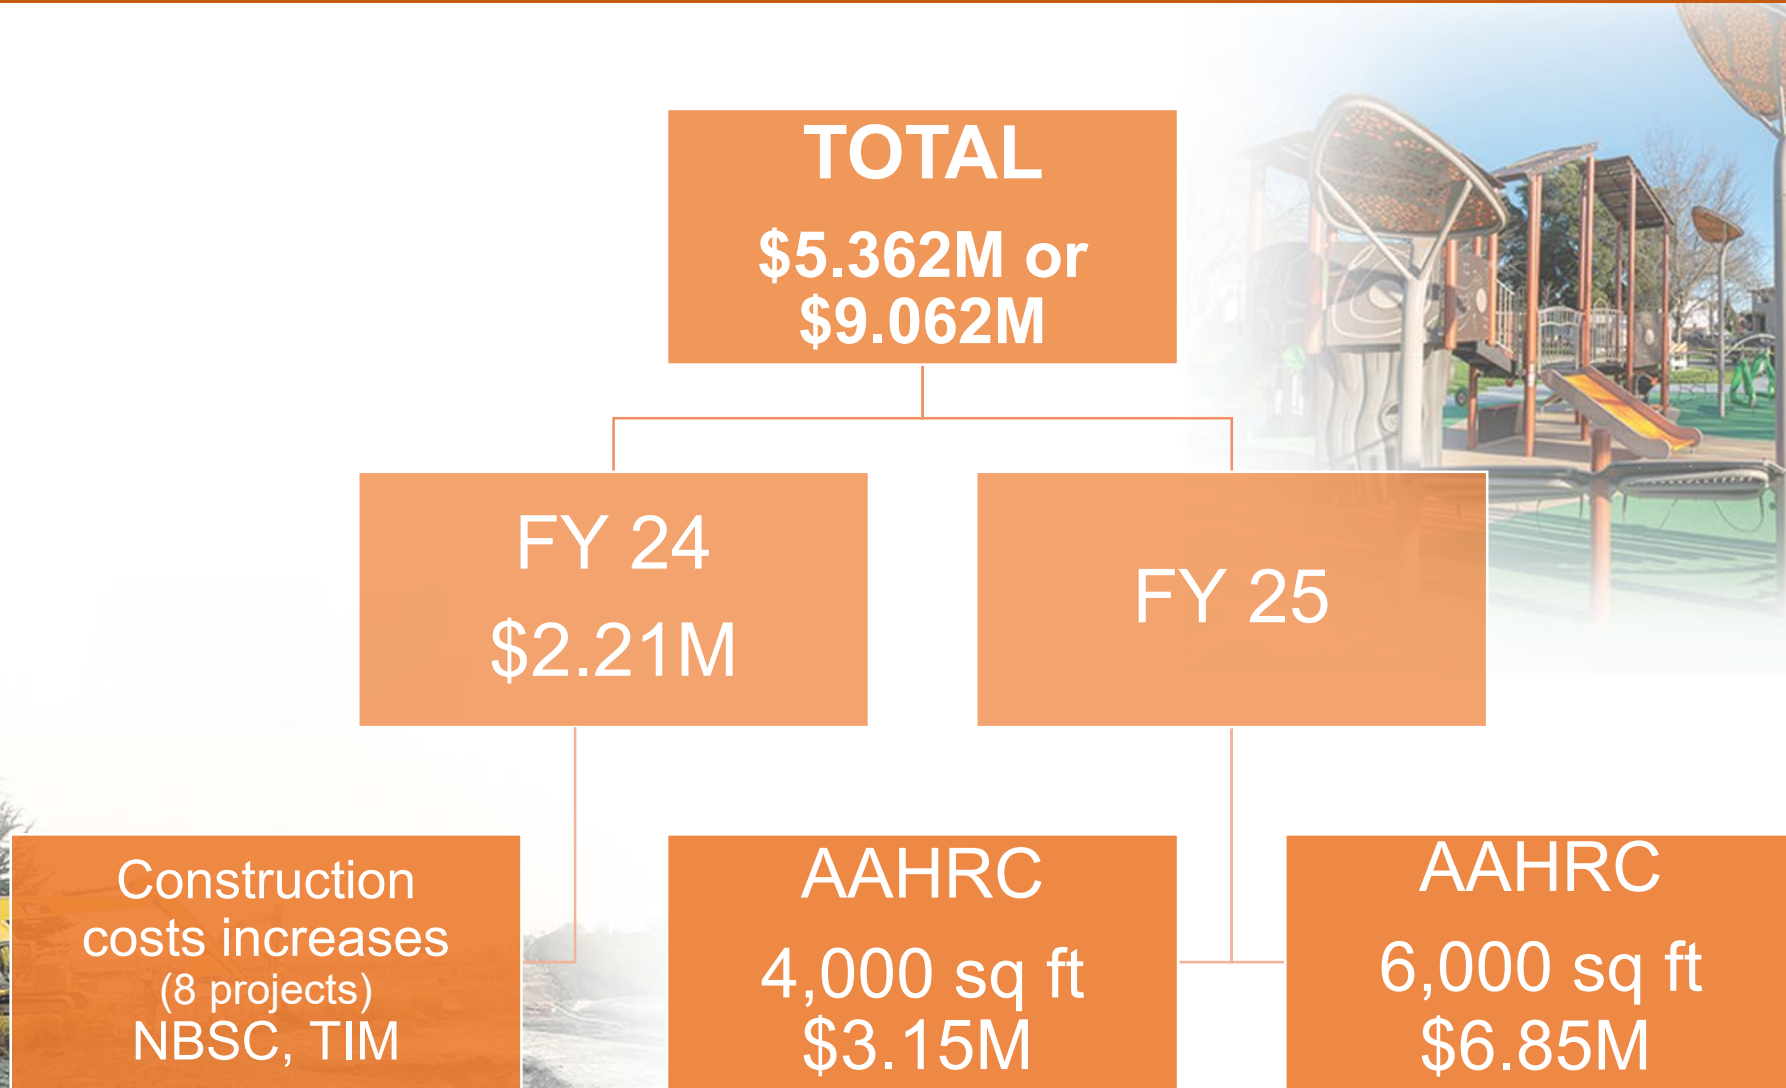 TOTAL
$5.362M or
$9.062M
FY 24
$2.21M
FY 25
Construction
costs increases
(8 projects)
NBSC, TIM
AAHRC
4,000 sq ft
$3.15M
AAHRC
6,000 sq ft
$6.85M